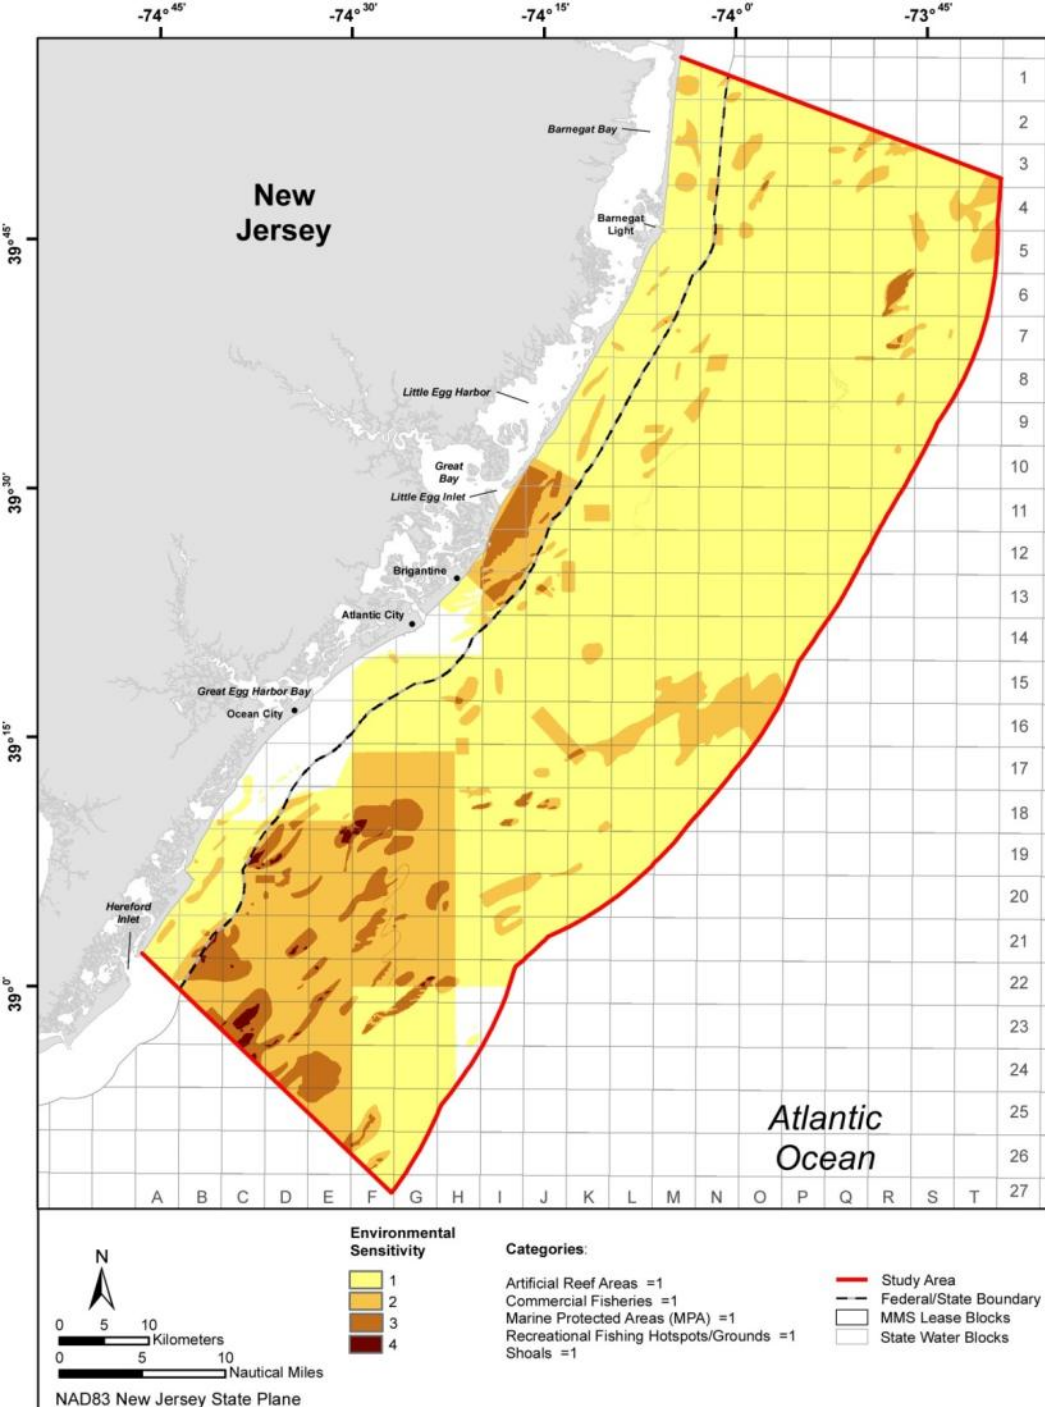 -74°45'
-74°30'
-74°15'
-74°0'
-73°45'
39°45'
39°30'
39°15'
39°0'
New
Jersey
Barnegat Bay
Barnegat
Light
Little Egg Harbor
Great
Bay
Little Egg Inlet
Brigantine
Atlantic City
Great Egg Harbor Bay
Ocean City
Hereford
Inlet
Atlantic
Ocean
1
2
3
4
5
6
7
8
9
10
11
12
13
14
15
16
17
18
19
20
21
22
23
24
25
26
27
A B C D E F G H I J K L M N O P Q R S T
N
0 5 10
Kilometers
0 5 10
Nautical Miles
NAD83 New Jersey State Plane
Environmental
Sensitivity
1
2
3
4
Categories:
Artificial Reef Areas =1
Commercial Fisheries =1
Marine Protected Areas (MPA) =1
Recreational Fishing Hotspots/Grounds =1
Shoals =1
Study Area
Federal/State Boundary
MMS Lease Blocks
State Water Blocks